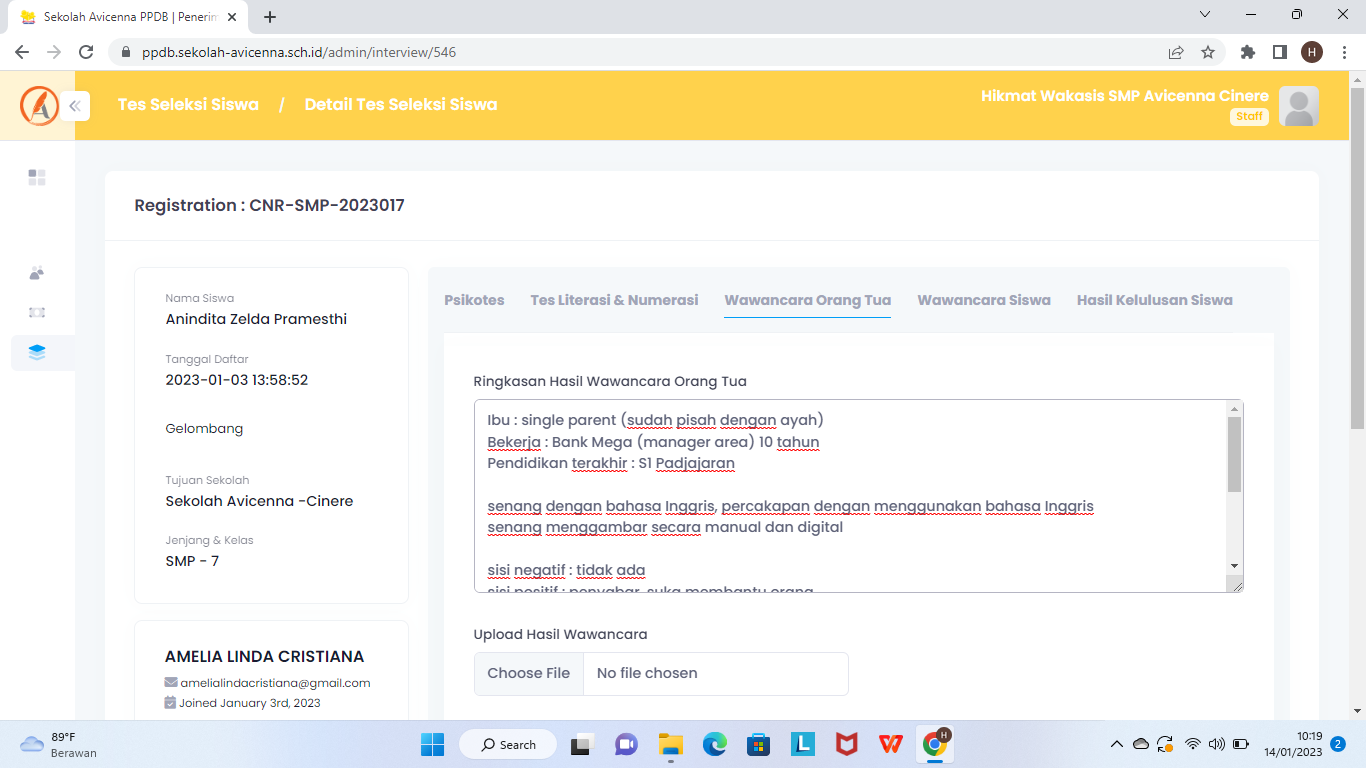 Sekolah Avicenna PPDB | Penerim
ppdb.sekolah-avicenna.sch.id/admin/interview/546
H
Tes Seleksi Siswa / Detail Tes Seleksi Siswa
Hikmat Wakasis SMP Avicenna Cinere
Staff
Registration : CNR-SMP-2023017
Nama Siswa
Anindita Zelda Pramesthi
Tanggal Daftar
2023-01-03 13:58:52
Gelombang
Tujuan Sekolah
Sekolah Avicenna -Cinere
Jenjang & Kelas
SMP - 7
AMELIA LINDA CRISTIANA
amelialindacristiana@gmail.com
Joined January 3rd, 2023
Psikotes Tes Literasi & Numerasi Wawancara Orang Tua Wawancara Siswa Hasil Kelulusan Siswa
Ringkasan Hasil Wawancara Orang Tua
Ibu : single parent (sudah pisah dengan ayah)
Bekerja : Bank Mega (manager area) 10 tahun
Pendidikan terakhir : S1 Padjajaran
senang dengan bahasa Inggris, percakapan dengan menggunakan bahasa Inggris
senang menggambar secara manual dan digital
sisi negatif : tidak ada
sisi positif : penyabar, suka membantu orang
Upload Hasil Wawancara
Choose File No file chosen
89°F
Berawan
Search
L
W
H
10:19
14/01/2023
2